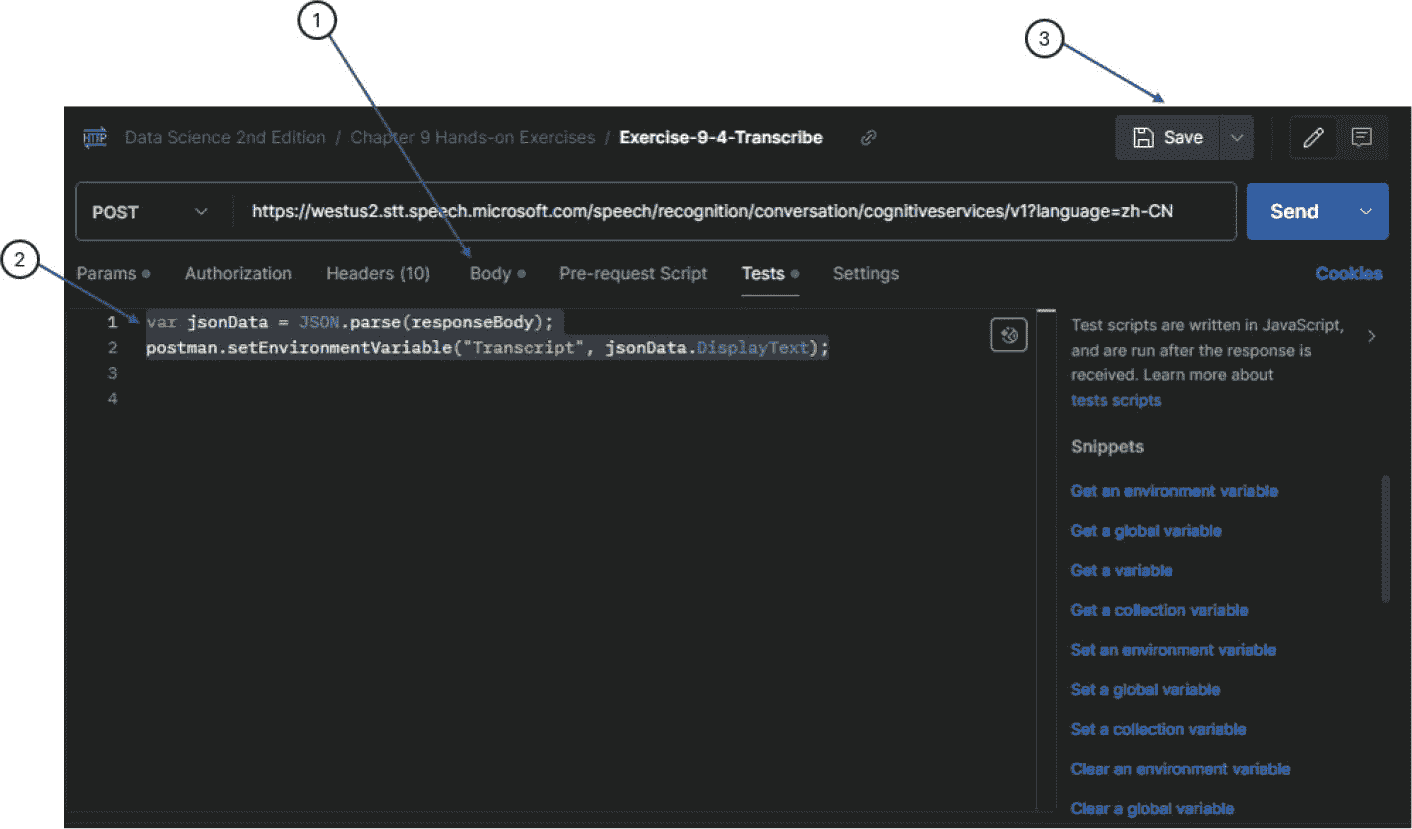 1
3
HTTP Data Science 2nd Edition / Chapter 9 Hands-on Exercises / Exercise-9-4-Transcribe
Save
POST
https://westus2.stt.speech.microsoft.com/speech/recognition/conversation/cognitiveservices/v1?language=zh-CN
Send
2
Params Authorization Headers (10) Body Pre-request Script Tests Settings Cookies
1 var jsonData = JSON.parse(responseBody);
2 postman.setEnvironmentVariable("Transcript", jsonData.DisplayText);
3
4
Test scripts are written in JavaScript,
and are run after the response is
received. Learn more about
tests scripts
Snippets
Get an environment variable
Get a global variable
Get a variable
Get a collection variable
Set an environment variable
Set a global variable
Set a collection variable
Clear an environment variable
Clear a global variable